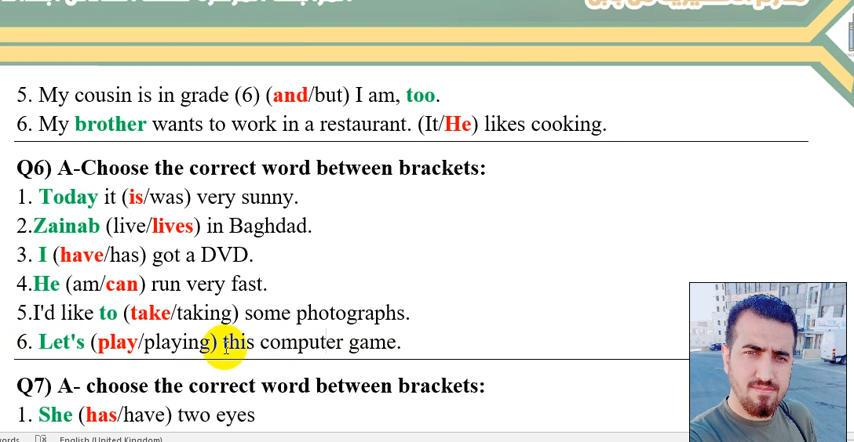 5. My cousin is in grade (6) (and/but) I am, too.
6. My brother wants to work in a restaurant. (It/He) likes cooking.
Q6) A-Choose the correct word between brackets:
1. Today it (is/was) very sunny.
2.Zainab (live/lives) in Baghdad.
3. I (have/has) got a DVD.
4.He (am/can) run very fast.
5.I'd like to (take/taking) some photographs.
6. Let's (play/playing) this computer game.
Q7) A- choose the correct word between brackets:
1. She (has/have) two eyes
English (United Kingdom)